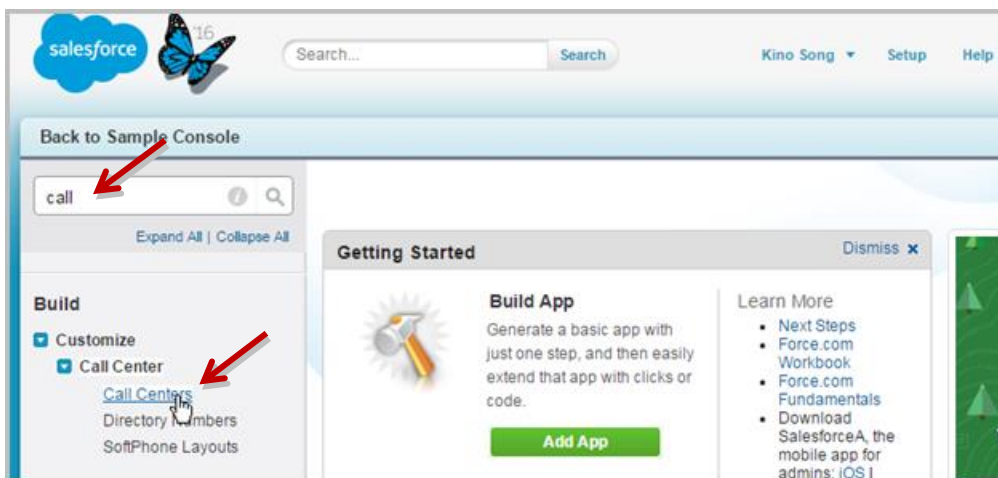 salesforce
'16
Search...
Search
Kino Song
Setup
Help
Back to Sample Console
call
Expand All | Collapse All
Getting Started
Dismiss x
Build
Customize
Call Center
Call Centers
Directory Numbers
SoftPhone Layouts
Build App
Generate a basic app with
just one step, and then easily
extend that app with clicks or
code.
Add App
Learn More
Next Steps
Force.com
Workbook
Force.com
Fundamentals
Download
SalesforceA, the
mobile app for
admins: iOS |